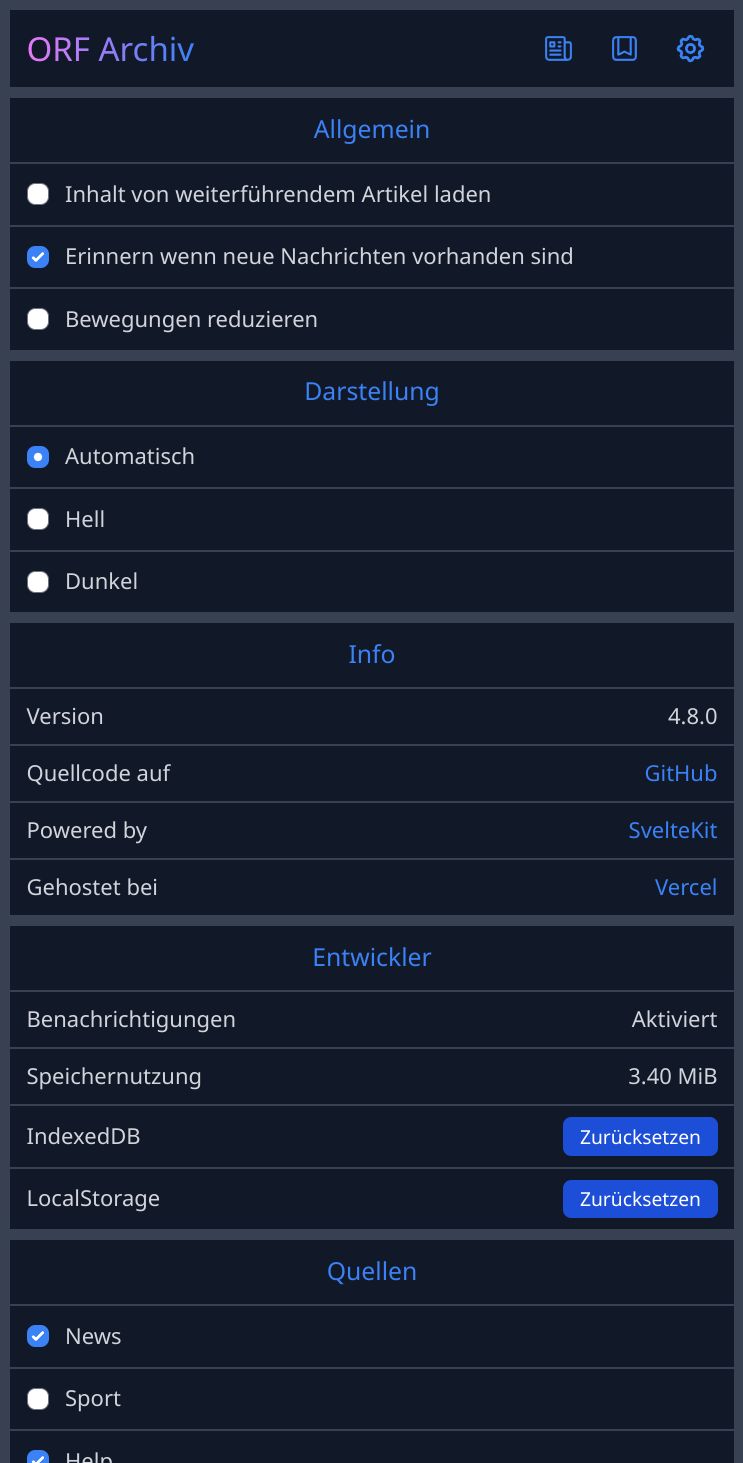 ORF Archiv
Allgemein
Inhalt von weiterführendem Artikel laden
Erinnern wenn neue Nachrichten vorhanden sind
Bewegungen reduzieren
Darstellung
Automatisch
Hell
Dunkel
Info
Version 4.8.0
Quellcode auf GitHub
Powered by SvelteKit
Gehostet bei Vercel
Entwickler
Benachrichtigungen Aktiviert
Speichernutzung 3.40 MiB
IndexedDB Zurücksetzen
LocalStorage Zurücksetzen
Quellen
News
Sport
Help